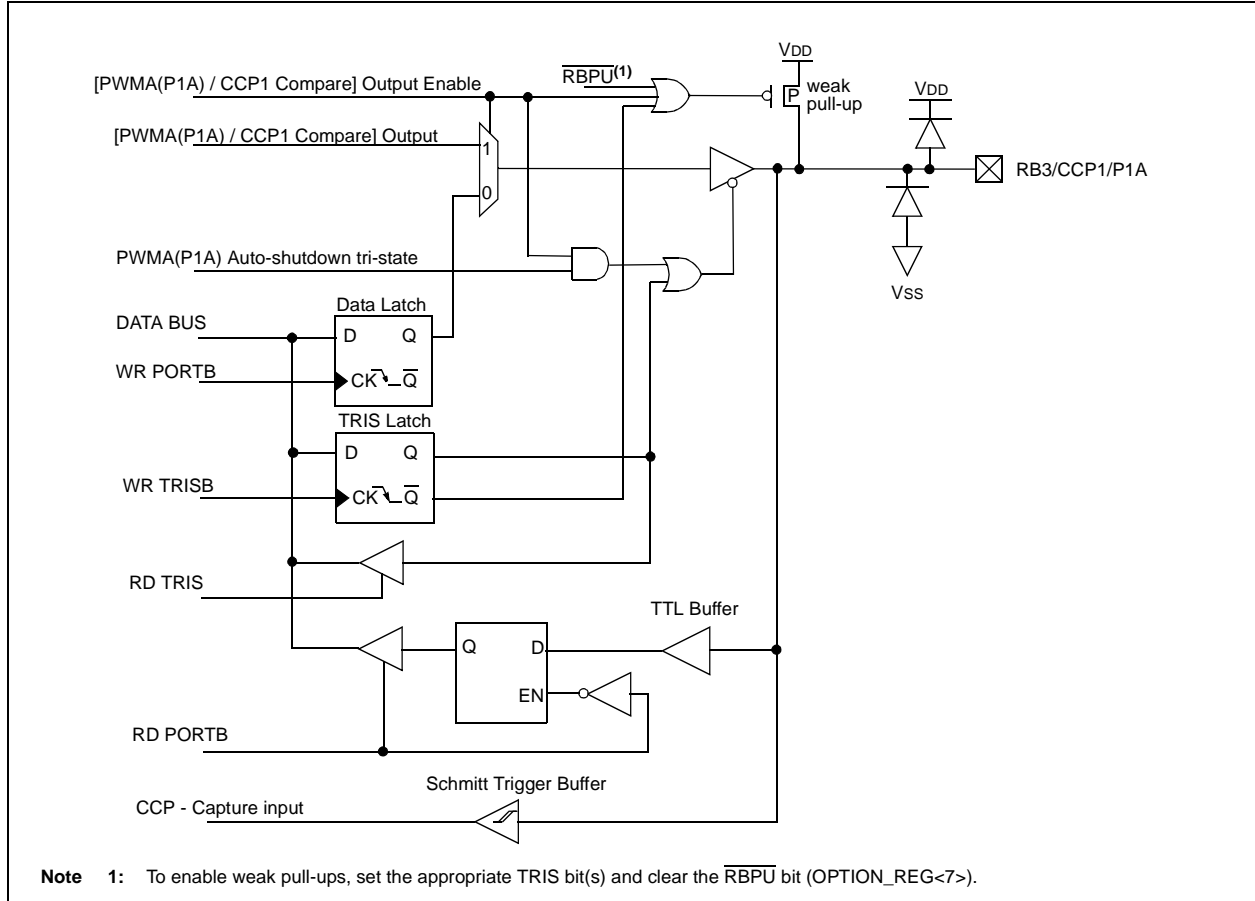 VDD
[PWMA(P1A) / CCP1 Compare] Output Enable
RBPU(1)
P
weak
pull-up
VDD
[PWMA(P1A) / CCP1 Compare] Output
1
RB3/CCP1/P1A
0
PWMA(P1A) Auto-shutdown tri-state
VSS
Data Latch
DATA BUS
D Q
WR PORTB
CK Q
TRIS Latch
D Q
WR TRISB
CK Q
RD TRIS
TTL Buffer
Q D
EN
RD PORTB
Schmitt Trigger Buffer
CCP - Capture input
Note 1: To enable weak pull-ups, set the appropriate TRIS bit(s) and clear the RBPU bit (OPTION_REG<7>).